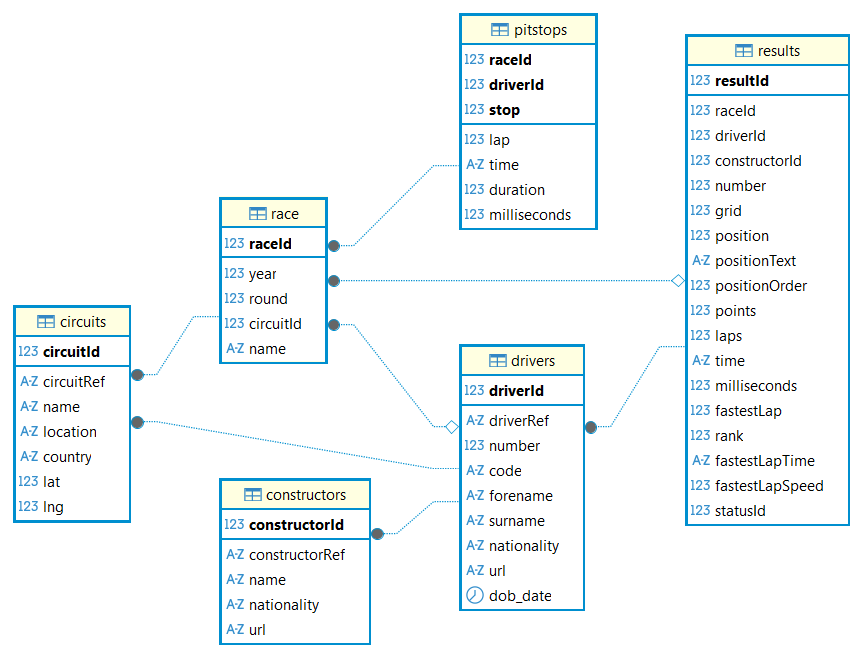 pitstops
123 raceId
123 driverId
123 stop
123 lap
A-Z time
123 duration
123 milliseconds
results
123 resultId
123 raceId
123 driverId
123 constructorId
123 number
123 grid
123 position
A-Z positionText
123 positionOrder
123 points
123 laps
A-Z time
123 milliseconds
123 fastestLap
123 rank
A-Z fastestLapTime
123 fastestLapSpeed
123 statusId
race
123 raceId
123 year
123 round
123 circuitId
A-Z name
circuits
123 circuitId
A-Z circuitRef
A-Z name
A-Z location
A-Z country
123 lat
123 lng
drivers
123 driverId
A-Z driverRef
123 number
A-Z code
A-Z forename
A-Z surname
A-Z nationality
A-Z url
dob_date
constructors
123 constructorId
A-Z constructorRef
A-Z name
A-Z nationality
A-Z url